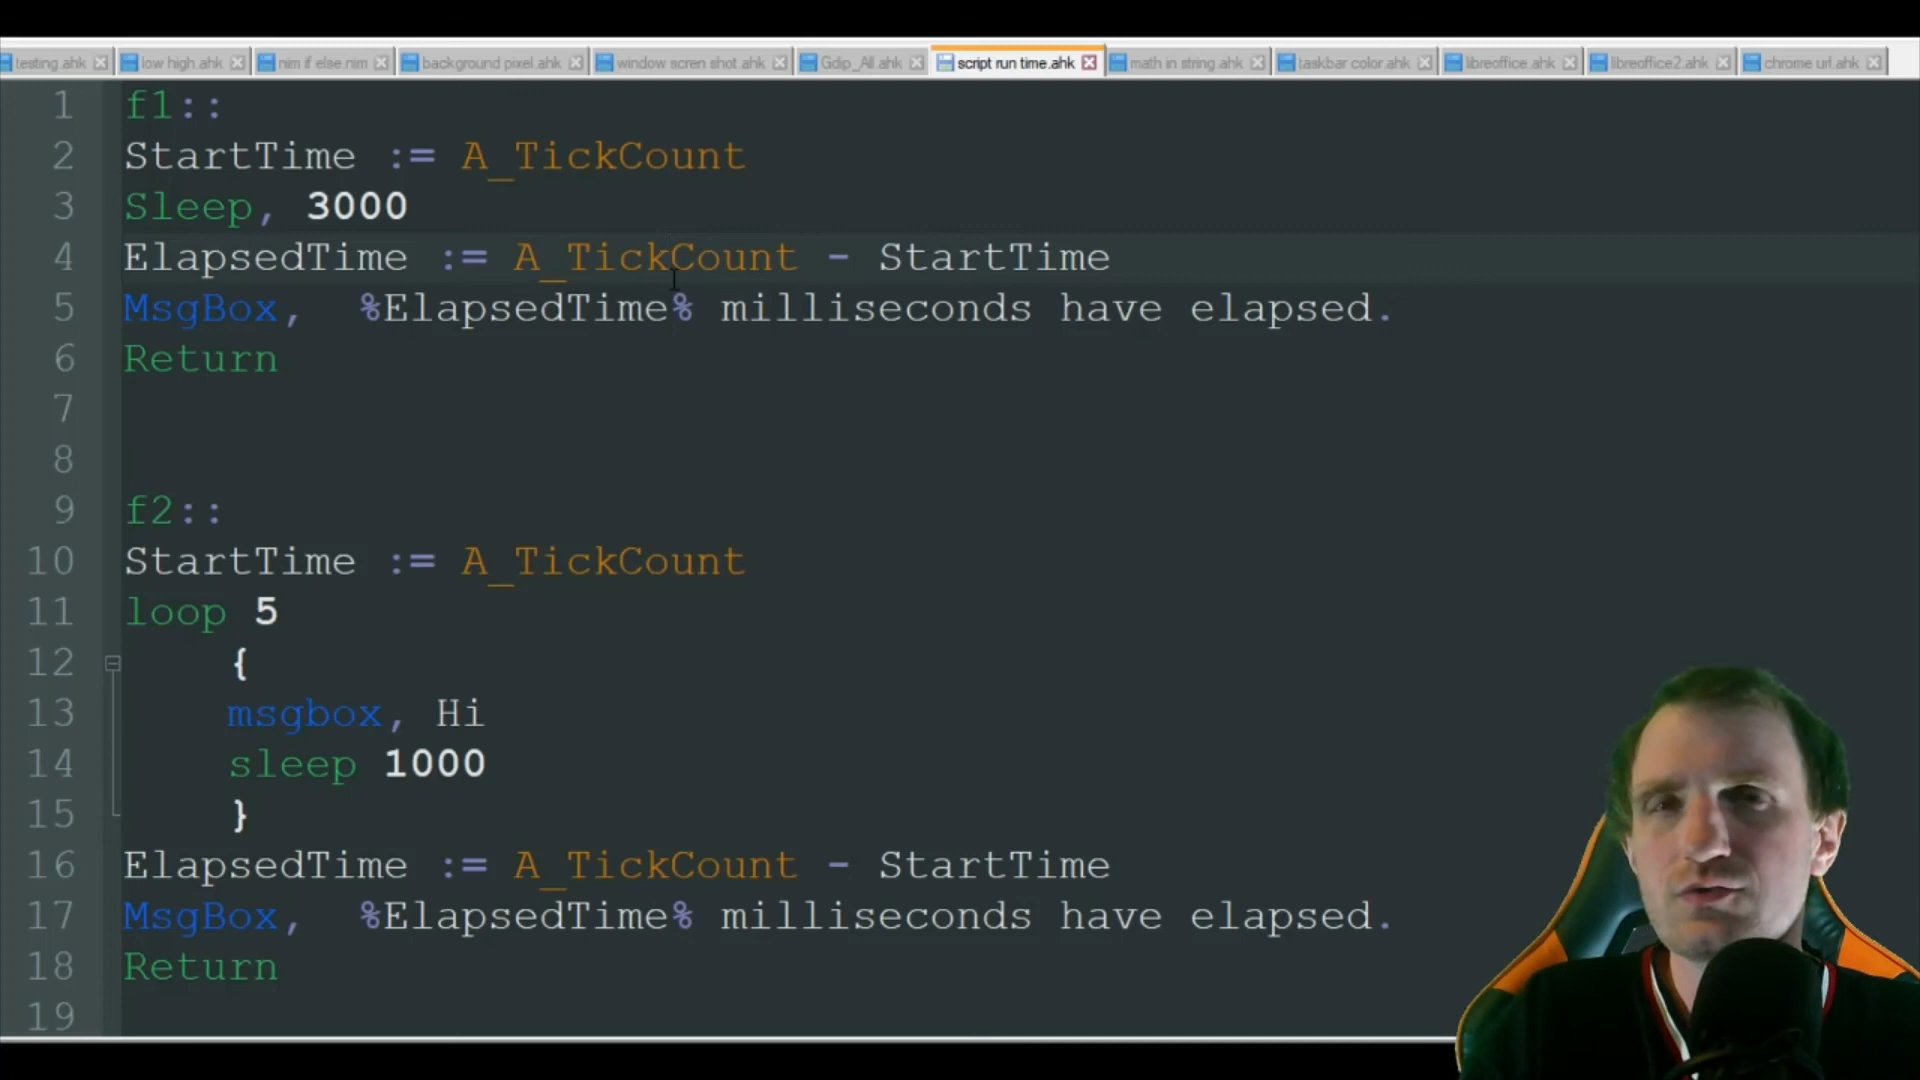 testing.ahk low high.ahk nim if else.nim background pixel.ahk window scren shot.ahk Gdip_All.ahk script run time.ahk math in string.ahk taskbar color.ahk libreoffice.ahk libreoffice2.ahk chrome url.ahk
1 f1::
2 StartTime := A_TickCount
3 Sleep, 3000
4 ElapsedTime := A_TickCount - StartTime
5 MsgBox,  %ElapsedTime% milliseconds have elapsed.
6 Return
7
8
9 f2::
10 StartTime := A_TickCount
11 loop 5
12 {
13 msgbox, Hi
14 sleep 1000
15 }
16 ElapsedTime := A_TickCount - StartTime
17 MsgBox,  %ElapsedTime% milliseconds have elapsed.
18 Return
19